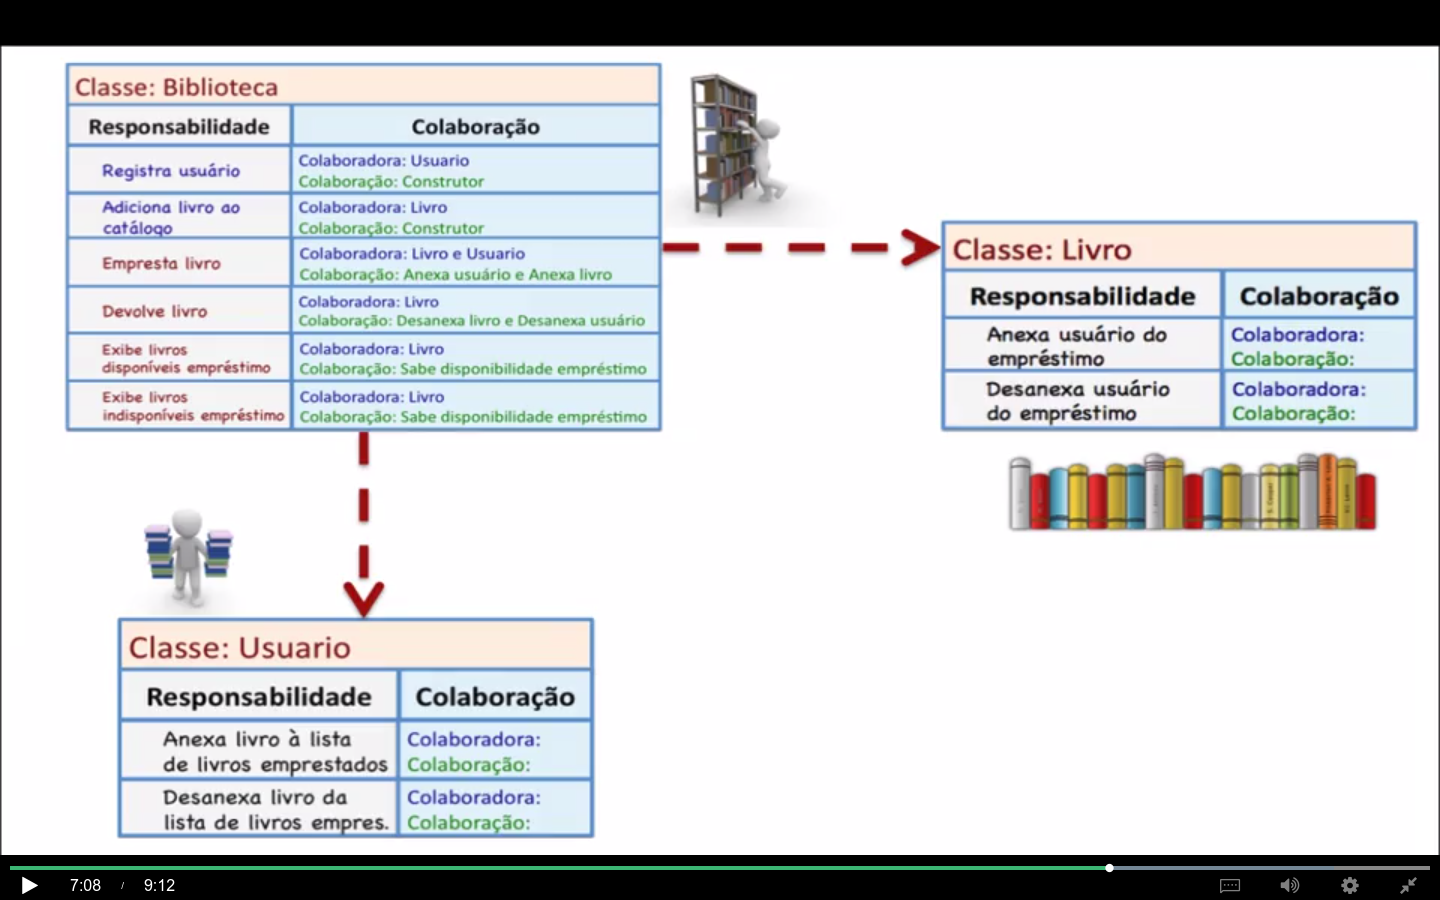 Classe: Biblioteca
Responsabilidade
Colaboração
Registra usuário
Colaboradora: Usuario
Colaboração: Construtor
Adiciona livro ao
catálogo
Colaboradora: Livro
Colaboração: Construtor
Empresta livro
Colaboradora: Livro e Usuario
Colaboração: Anexa usuário e Anexa livro
Devolve livro
Colaboradora: Livro
Colaboração: Desanexa livro e Desanexa usuário
Exibe livros
disponíveis empréstimo
Colaboradora: Livro
Colaboração: Sabe disponibilidade empréstimo
Exibe livros
indisponíveis empréstimo
Colaboradora: Livro
Colaboração: Sabe disponibilidade empréstimo
Classe: Livro
Responsabilidade
Colaboração
Anexa usuário do
empréstimo
Colaboradora:
Colaboração:
Desanexa usuário
do empréstimo
Colaboradora:
Colaboração:
Classe: Usuario
Responsabilidade
Colaboração
Anexa livro à lista
de livros emprestados
Colaboradora:
Colaboração:
Desanexa livro da
lista de livros empres.
Colaboradora:
Colaboração:
7:08 / 9:12